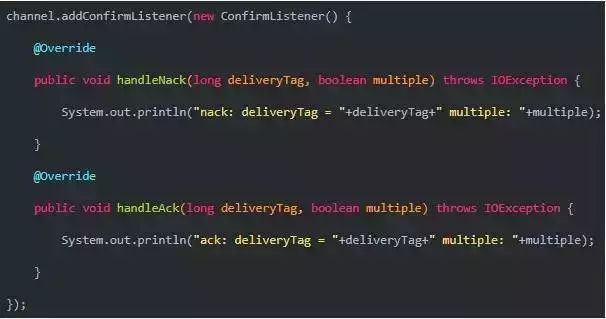 channel.addConfirmListener(new ConfirmListener() {
@Override
public void handleNack(long deliveryTag, boolean multiple) throws IOException {
System.out.println("nack: deliveryTag = "+deliveryTag+" multiple: "+multiple);
}
@Override
public void handleAck(long deliveryTag, boolean multiple) throws IOException {
System.out.println("ack: deliveryTag = "+deliveryTag+" multiple: "+multiple);
}
});